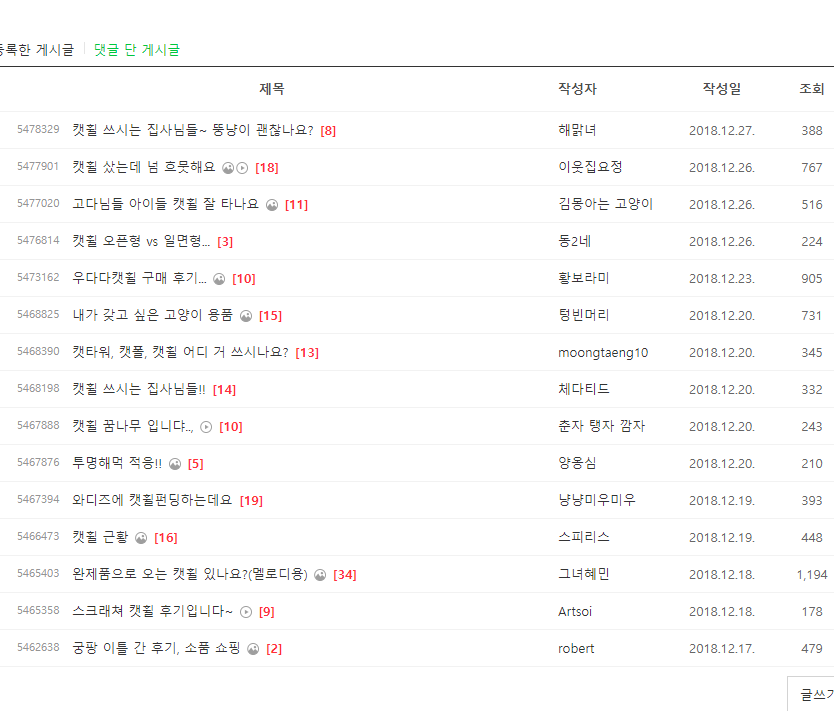 등록한 게시글 댓글 단 게시글
제목 작성자 작성일 조회
5478329 캣휠 쓰시는 집사님들~ 뚱냥이 괜찮나요? [8] 해맑녀 2018.12.27. 388
5477901 캣휠 샀는데 넘 흐뭇해요 [18] 이웃집요정 2018.12.26. 767
5477020 고다님들 아이들 캣휠 잘 타나요 [11] 김몽아는 고양이 2018.12.26. 516
5476814 캣휠 오픈형 vs 일면형... [3] 동2네 2018.12.26. 224
5473162 우다다캣휠 구매 후기... [10] 황보라미 2018.12.23. 905
5468825 내가 갖고 싶은 고양이 용품 [15] 텅빈머리 2018.12.20. 731
5468390 캣타워, 캣폴, 캣휠 어디 거 쓰시나요? [13] moongtaeng10 2018.12.20. 345
5468198 캣휠 쓰시는 집사님들!! [14] 체다티드 2018.12.20. 332
5467888 캣휠 꿈나무 입니댜.., [10] 춘자 탱자 깜자 2018.12.20. 243
5467876 투명해먹 적응!! [5] 양옹심 2018.12.20. 210
5467394 와디즈에 캣휠펀딩하는데요 [19] 냥냥미우미우 2018.12.19. 393
5466473 캣휠 근황 [16] 스피리스 2018.12.19. 448
5465403 완제품으로 오는 캣휠 있나요?(멜로디용) [34] 그녀혜민 2018.12.18. 1,194
5465358 스크래쳐 캣휠 후기입니다~ [9] Artsoi 2018.12.18. 178
5462638 궁팡 이틀 간 후기, 소품 쇼핑 [2] robert 2018.12.17. 479
글쓰기